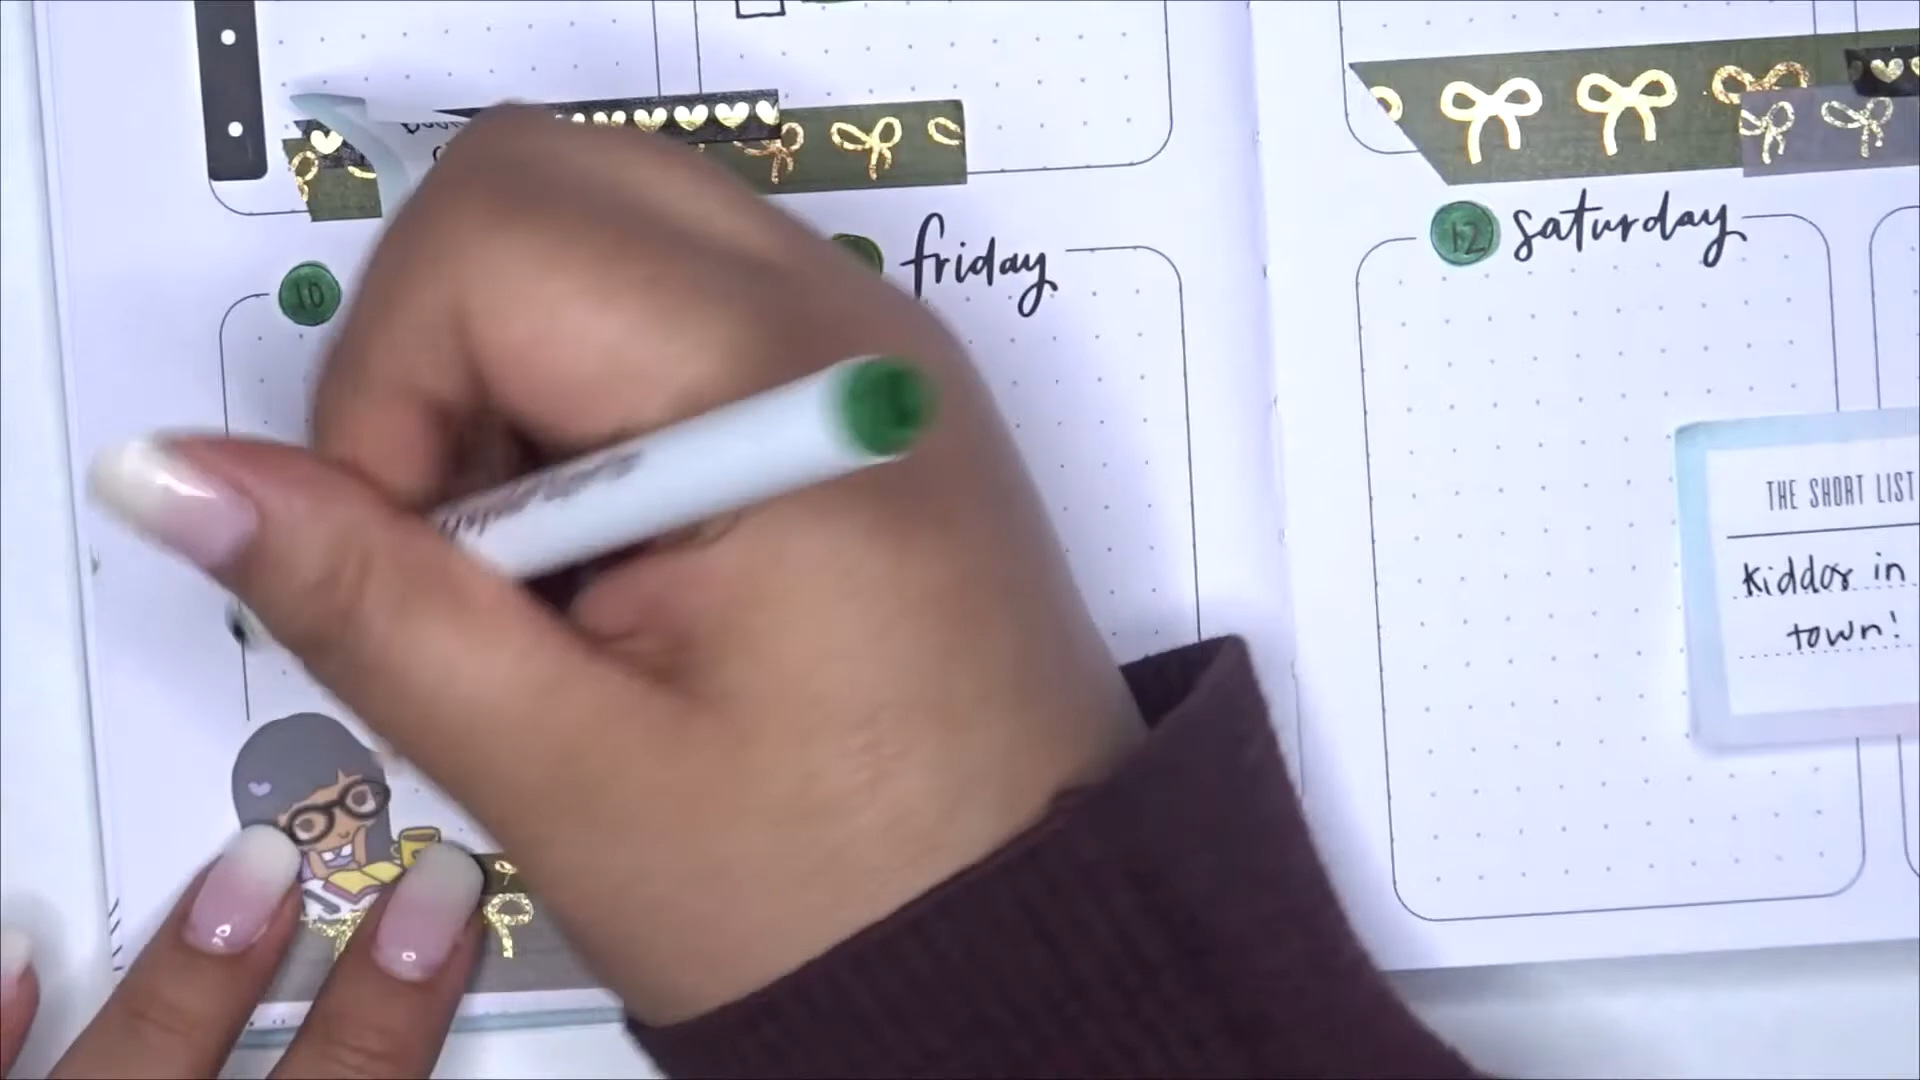 10
friday
12 saturday
THE SHORT LIST
Kiddos in
town!